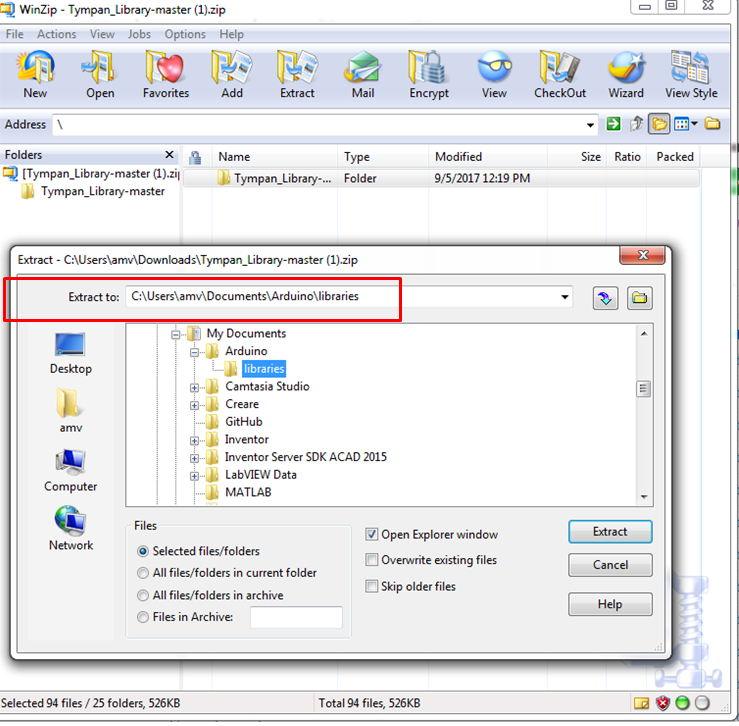 WinZip - Tympan_Library-master (1).zip
File Actions View Jobs Options Help
New Open Favorites Add Extract Mail Encrypt View CheckOut Wizard View Style
Address \
Folders
Name Type Modified Size Ratio Packed
[Tympan_Library-master (1).zi
Tympan_Library-master
Tympan_Library-... Folder 9/5/2017 12:19 PM
Extract - C:\Users\amv\Downloads\Tympan_Library-master (1).zip
Extract to: C:\Users\amv\Documents\Arduino\libraries
Desktop
amv
Computer
Network
My Documents
Arduino
libraries
Camtasia Studio
Creare
GitHub
Inventor
Inventor Server SDK ACAD 2015
LabVIEW Data
MATLAB
Files
Selected files/folders
All files/folders in current folder
All files/folders in archive
Files in Archive:
Open Explorer window
Overwrite existing files
Skip older files
Extract
Cancel
Help
Selected 94 files / 25 folders, 526KB Total 94 files, 526KB